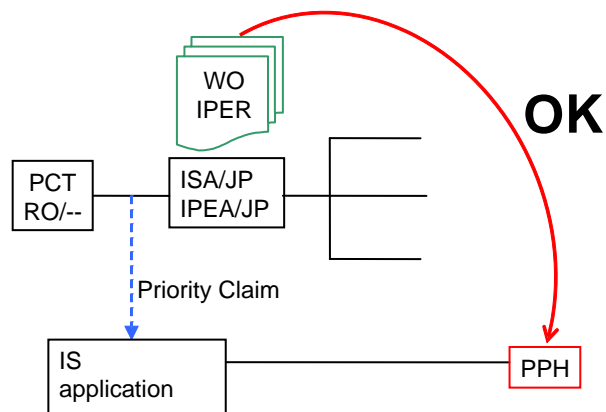 WO
IPER
OK
PCT
RO/--
ISA/JP
IPEA/JP
Priority Claim
IS
application
PPH